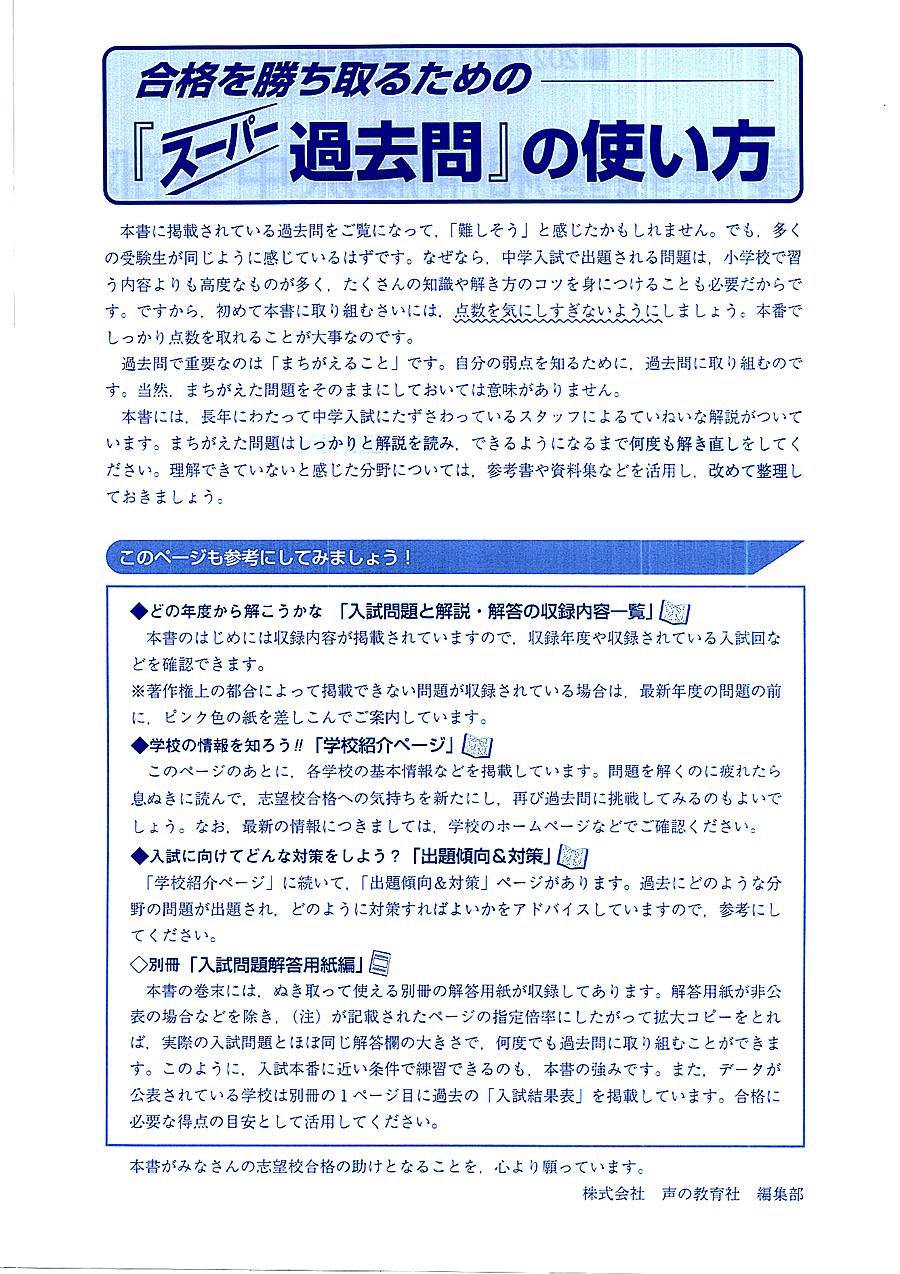 合格を勝ち取るための
『スーパー過去問』の使い方
本書に掲載されている過去問をご覧になって，「難しそう」と感じたかもしれません。でも，多く
の受験生が同じように感じているはずです。なぜなら，中学入試で出題される問題は，小学校で習
う内容よりも高度なものが多く，たくさんの知識や解き方のコツを身につけることも必要だからで
す。ですから，初めて本書に取り組むさいには，点数を気にしすぎないようにしましょう。本番で
しっかり点数を取れることが大事なのです。
過去問で重要なのは「まちがえること」です。自分の弱点を知るために，過去問に取り組むので
す。当然，まちがえた問題をそのままにしておいては意味がありません。
本書には，長年にわたって中学入試にたずさわっているスタッフによるていねいな解説がついて
います。まちがえた問題はしっかりと解説を読み，できるようになるまで何度も解き直しをしてく
ださい。理解できていないと感じた分野については，参考書や資料集などを活用し，改めて整理し
ておきましょう。
このページも参考にしてみましょう！
◆どの年度から解こうかな 「入試問題と解説・解答の収録内容一覧」
本書のはじめには収録内容が掲載されていますので，収録年度や収録されている入試回な
どを確認できます。
※著作権上の都合によって掲載できない問題が収録されている場合は，最新年度の問題の前
に，ピンク色の紙を差しこんでご案内しています。
◆学校の情報を知ろう!!「学校紹介ページ」
このページのあとに，各学校の基本情報などを掲載しています。問題を解くのに疲れたら
息ぬきに読んで，志望校合格への気持ちを新たにし，再び過去問に挑戦してみるのもよいで
しょう。なお，最新の情報につきましては，学校のホームページなどでご確認ください。
◆入試に向けてどんな対策をしよう？「出題傾向＆対策」
「学校紹介ページ」に続いて，「出題傾向＆対策」ページがあります。過去にどのような分
野の問題が出題され，どのように対策すればよいかをアドバイスしていますので，参考にし
てください。
◇別冊「入試問題解答用紙編」
本書の巻末には，ぬき取って使える別冊の解答用紙が収録してあります。解答用紙が非公
表の場合などを除き，（注）が記載されたページの指定倍率にしたがって拡大コピーをとれ
ば，実際の入試問題とほぼ同じ解答欄の大きさで，何度でも過去問に取り組むことができま
す。このように，入試本番に近い条件で練習できるのも，本書の強みです。また，データが
公表されている学校は別冊の１ページ目に過去の「入試結果表」を掲載しています。合格に
必要な得点の目安として活用してください。
本書がみなさんの志望校合格の助けとなることを，心より願っています。
株式会社　声の教育社　編集部